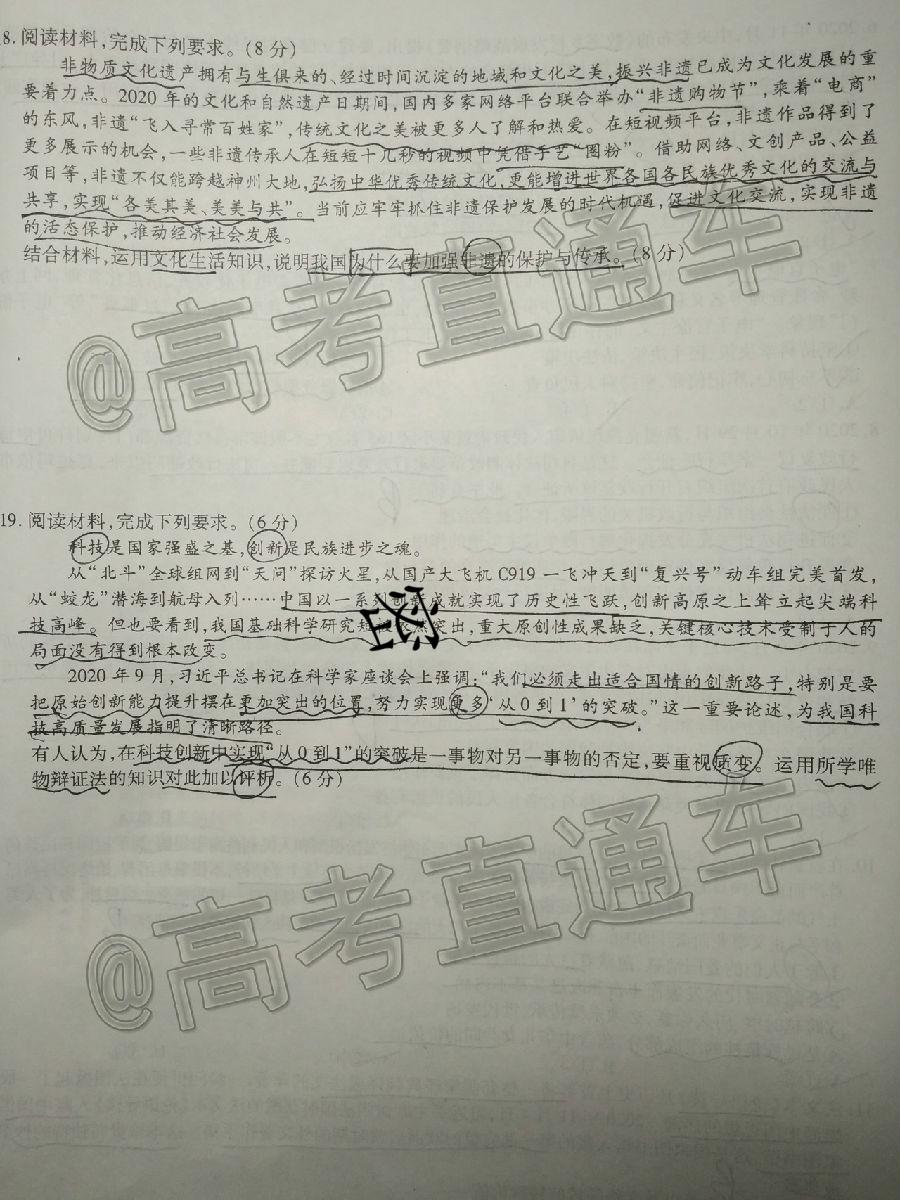 8. 阅读材料,完成下列要求。(8分)
非物质文化遗产拥有与生俱来的、经过时间沉淀的地域和文化之美,振兴非遗已成为文化发展的重
要着力点。2020年的文化和自然遗产日期间,国内多家网络平台联合举办“非遗购物节”,乘着“电商”
的东风,非遗“飞入寻常百姓家”,传统文化之美被更多人了解和热爱。在短视频平台,非遗作品得到了
更多展示的机会,一些非遗传承人在短短十几秒的视频中凭借手艺“圈粉”。借助网络、文创产品、公益
项目等,非遗不仅能跨越神州大地,弘扬中华优秀传统文化,更能增进世界各国各民族优秀文化的交流与
共享,实现“各美其美、美美与共”。当前应牢牢抓住非遗保护发展的时代机遇,促进文化交流,实现非遗
的活态保护,推动经济社会发展。
结合材料,运用文化生活知识,说明我国为什么要加强非遗的保护与传承。(8分)
@高考直通车
19. 阅读材料,完成下列要求。(6分)
科技是国家强盛之基,创新是民族进步之魂。
从“北斗”全球组网到“天问”探访火星,从国产大飞机C919一飞冲天到“复兴号”动车组完美首发,
从“蛟龙”潜海到航母入列……中国以一系列创新成就实现了历史性飞跃,创新高原之上耸立起尖端科
技高峰。但也要看到,我国基础科学研究短板依然突出,重大原创性成果缺乏,关键核心技术受制于人的
局面没有得到根本改变。
2020年9月,习近平总书记在科学家座谈会上强调:“我们必须走出适合国情的创新路子,特别是要
把原始创新能力提升摆在更加突出的位置,努力实现更多‘从0到1’的突破。”这一重要论述,为我国科
技高质量发展指明了清晰路径。
有人认为,在科技创新中实现“从0到1”的突破是一事物对另一事物的否定,要重视质变。运用所学唯
物辩证法的知识对此加以评析。(6分)
@高考直通车